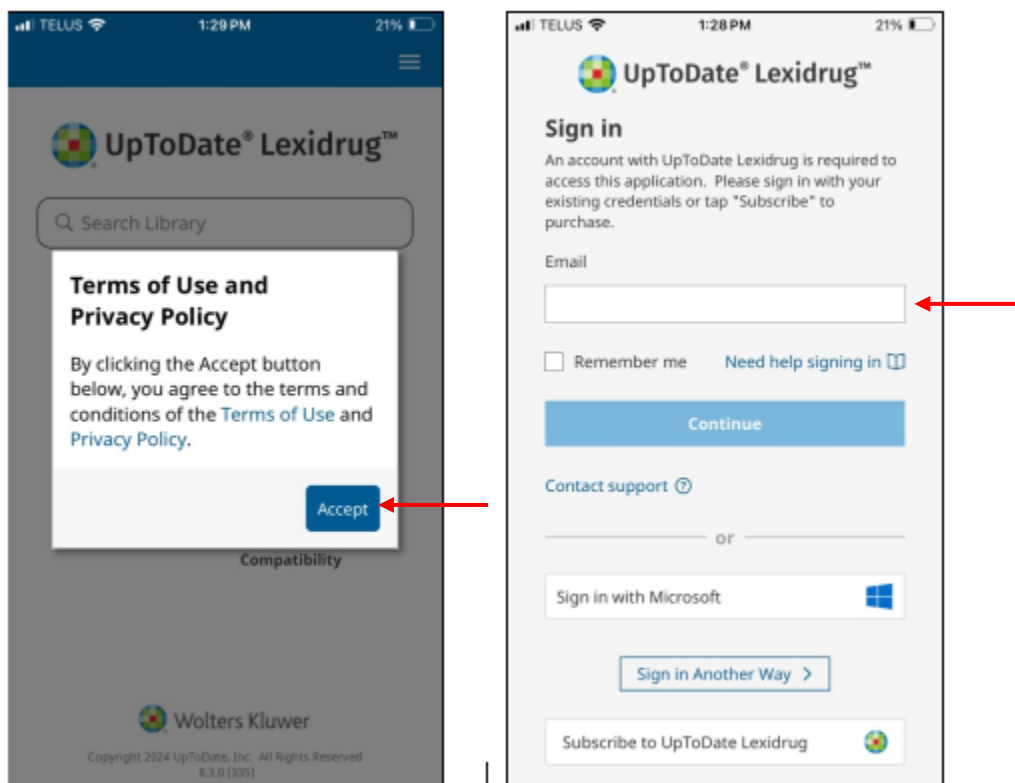 TELUS 1:29 PM 21%
UpToDate® Lexidrug™
Search Library
Terms of Use and
Privacy Policy
By clicking the Accept button
below, you agree to the terms and
conditions of the Terms of Use and
Privacy Policy.
Accept
Compatibility
Wolters Kluwer
Copyright 2024 UpToDate, Inc. All Rights Reserved
8.3.0 [335]
TELUS 1:28 PM 21%
UpToDate® Lexidrug™
Sign in
An account with UpToDate Lexidrug is required to
access this application. Please sign in with your
existing credentials or tap "Subscribe" to
purchase.
Email
Remember me Need help signing in
Continue
Contact support
or
Sign in with Microsoft
Sign in Another Way >
Subscribe to UpToDate Lexidrug